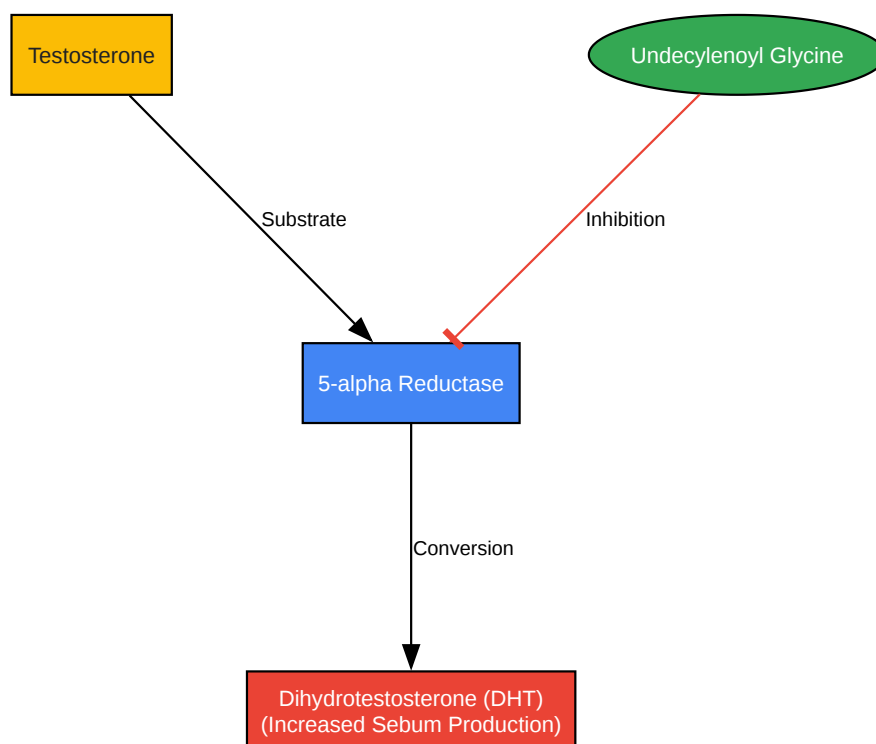 Testosterone
Undecylenoyl Glycine
Substrate
Inhibition
5-alpha Reductase
Conversion
Dihydrotestosterone (DHT)
(Increased Sebum Production)